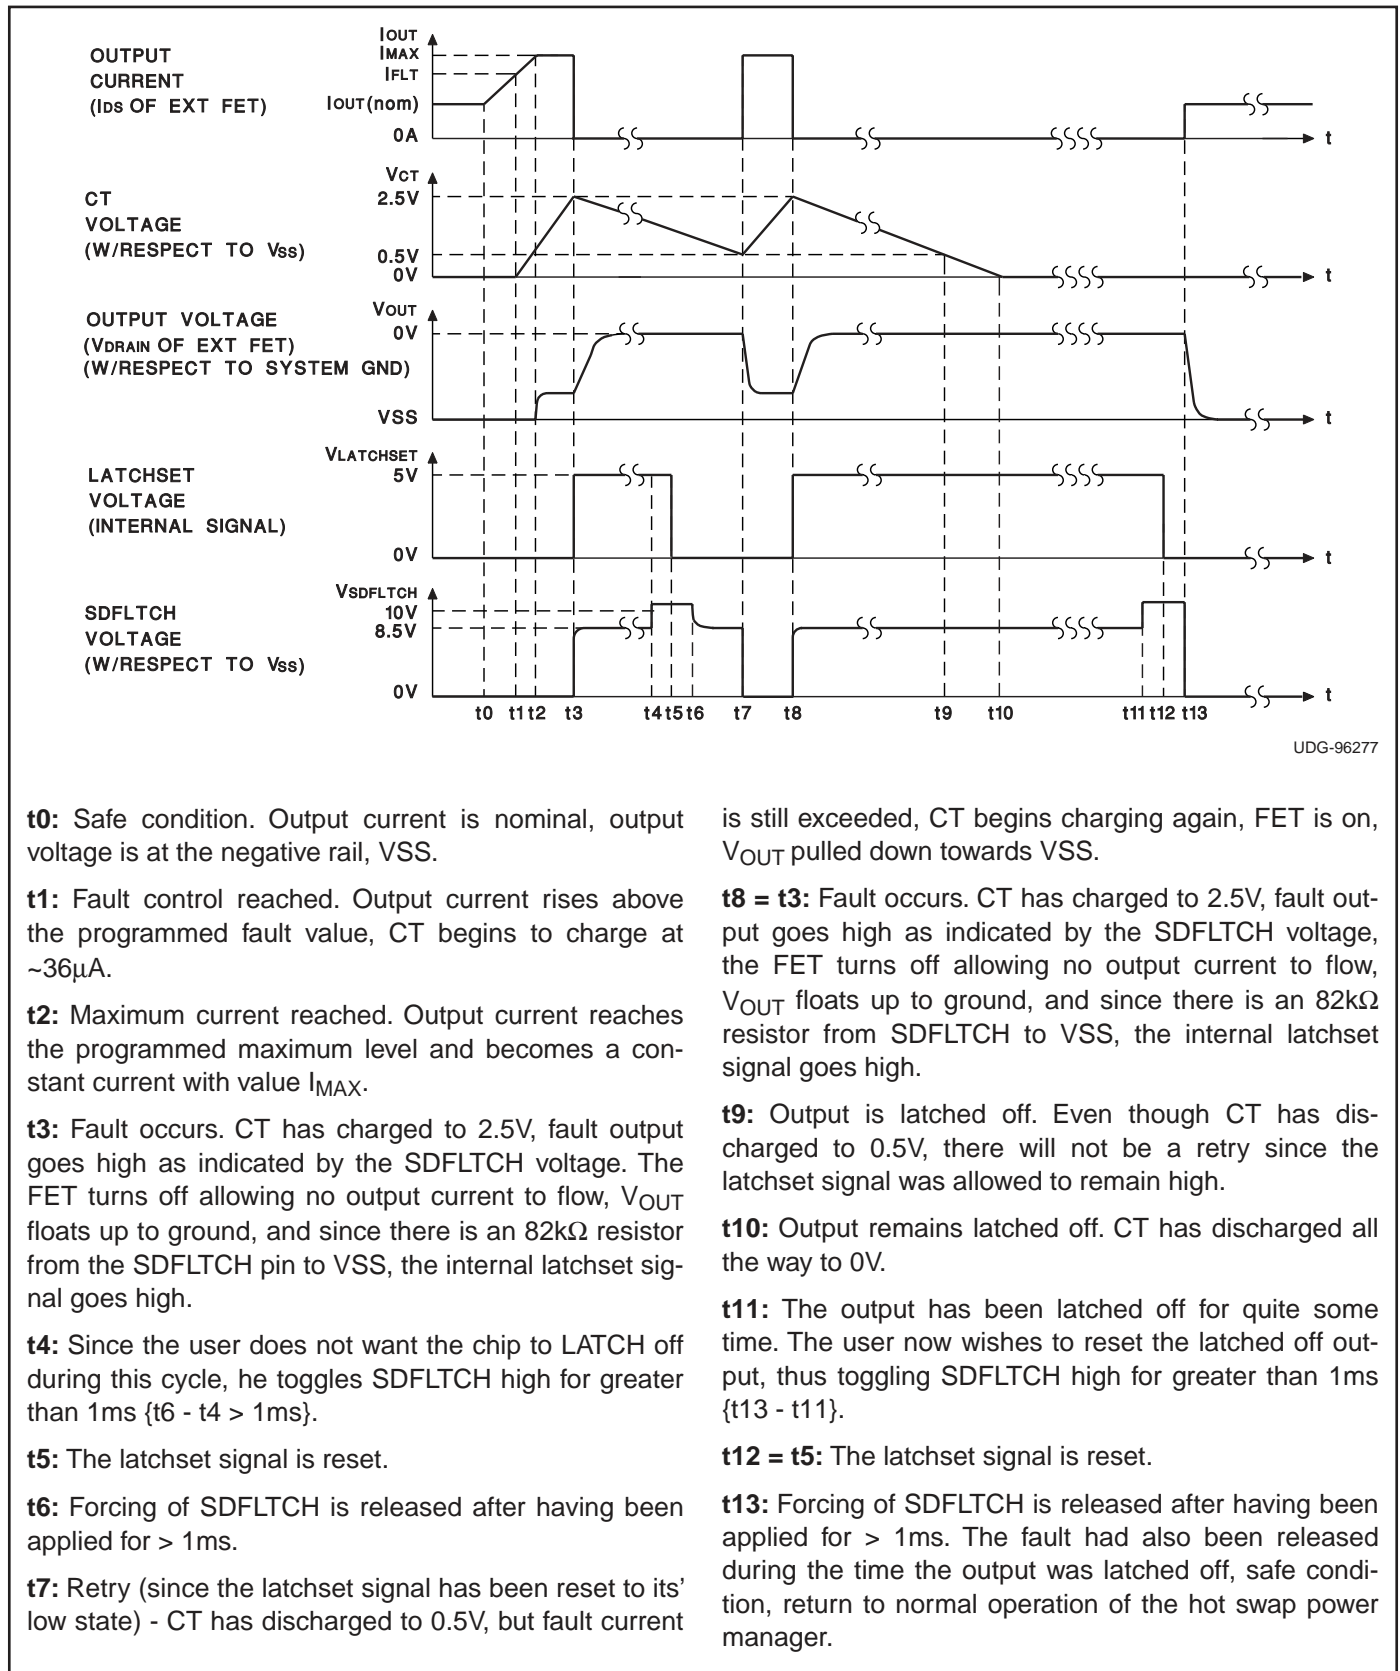 IOUT
OUTPUT
CURRENT
(IDS OF EXT FET)
IMAX
IFLT
IOUT(nom)
0A
t
VCT
CT
VOLTAGE
(W/RESPECT TO VSS)
2.5V
0.5V
0V
t
OUTPUT VOLTAGE
(VDRAIN OF EXT FET)
(W/RESPECT TO SYSTEM GND)
VOUT
0V
VSS
t
LATCHSET
VOLTAGE
(INTERNAL SIGNAL)
VLATCHSET
5V
0V
t
SDFLTCH
VOLTAGE
(W/RESPECT TO VSS)
VSDFLTCH
10V
8.5V
0V
t
t0 t1 t2 t3 t4 t5 t6 t7 t8 t9 t10 t11 t12 t13
UDG-96277
t0: Safe condition. Output current is nominal, output
voltage is at the negative rail, VSS.
t1: Fault control reached. Output current rises above
the programmed fault value, CT begins to charge at
~36μA.
t2: Maximum current reached. Output current reaches
the programmed maximum level and becomes a con-
stant current with value IMAX.
t3: Fault occurs. CT has charged to 2.5V, fault output
goes high as indicated by the SDFLTCH voltage. The
FET turns off allowing no output current to flow, VOUT
floats up to ground, and since there is an 82kΩ resistor
from the SDFLTCH pin to VSS, the internal latchset sig-
nal goes high.
t4: Since the user does not want the chip to LATCH off
during this cycle, he toggles SDFLTCH high for greater
than 1ms {t6 - t4 > 1ms}.
t5: The latchset signal is reset.
t6: Forcing of SDFLTCH is released after having been
applied for > 1ms.
t7: Retry (since the latchset signal has been reset to its'
low state) - CT has discharged to 0.5V, but fault current
is still exceeded, CT begins charging again, FET is on,
VOUT pulled down towards VSS.
t8 = t3: Fault occurs. CT has charged to 2.5V, fault out-
put goes high as indicated by the SDFLTCH voltage,
the FET turns off allowing no output current to flow,
VOUT floats up to ground, and since there is an 82kΩ
resistor from SDFLTCH to VSS, the internal latchset
signal goes high.
t9: Output is latched off. Even though CT has dis-
charged to 0.5V, there will not be a retry since the
latchset signal was allowed to remain high.
t10: Output remains latched off. CT has discharged all
the way to 0V.
t11: The output has been latched off for quite some
time. The user now wishes to reset the latched off out-
put, thus toggling SDFLTCH high for greater than 1ms
{t13 - t11}.
t12 = t5: The latchset signal is reset.
t13: Forcing of SDFLTCH is released after having been
applied for > 1ms. The fault had also been released
during the time the output was latched off, safe condi-
tion, return to normal operation of the hot swap power
manager.